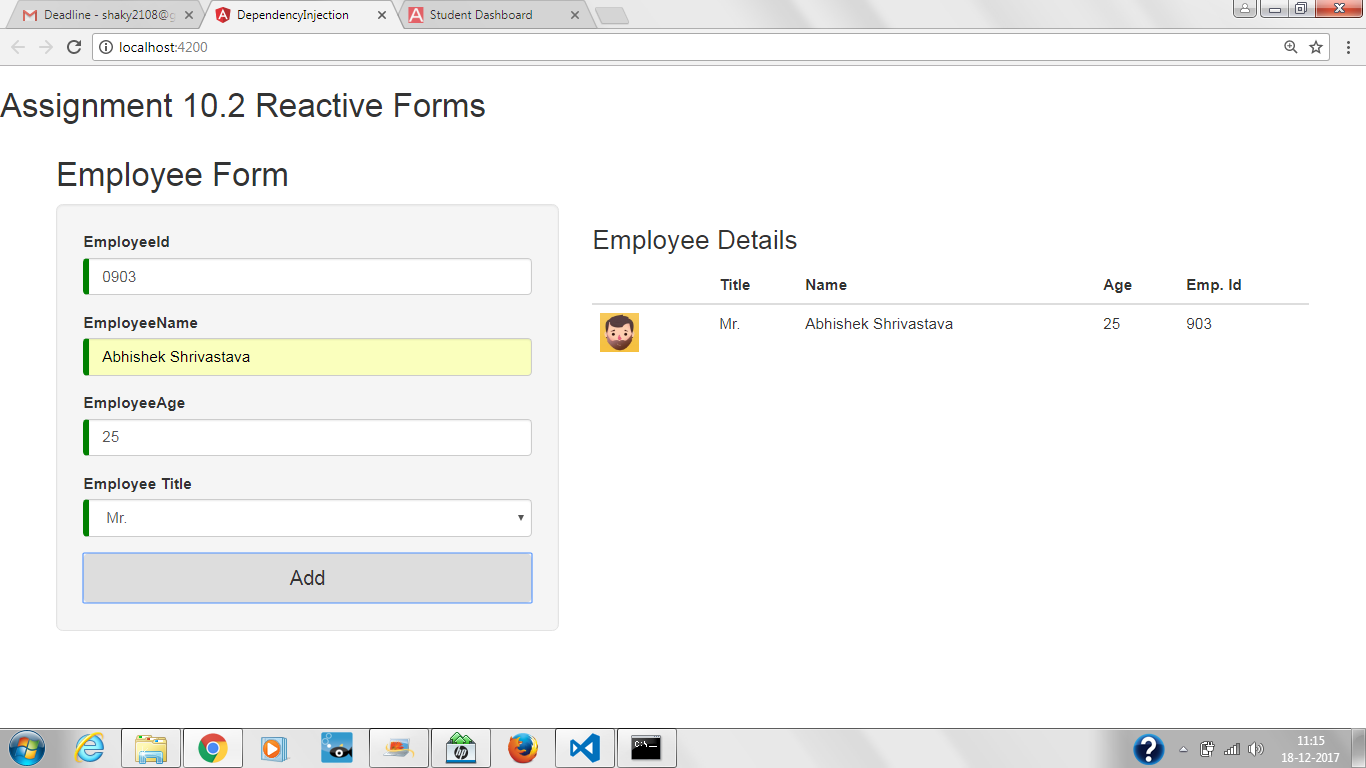 Deadline - shaky2108@g
DependencyInjection
Student Dashboard
localhost:4200
Assignment 10.2 Reactive Forms
Employee Form
EmployeeId
0903
EmployeeName
Abhishek Shrivastava
EmployeeAge
25
Employee Title
Mr.
Add
Employee Details
Title Name Age Emp. Id
Mr. Abhishek Shrivastava 25 903
hp
C:\
11:15
18-12-2017